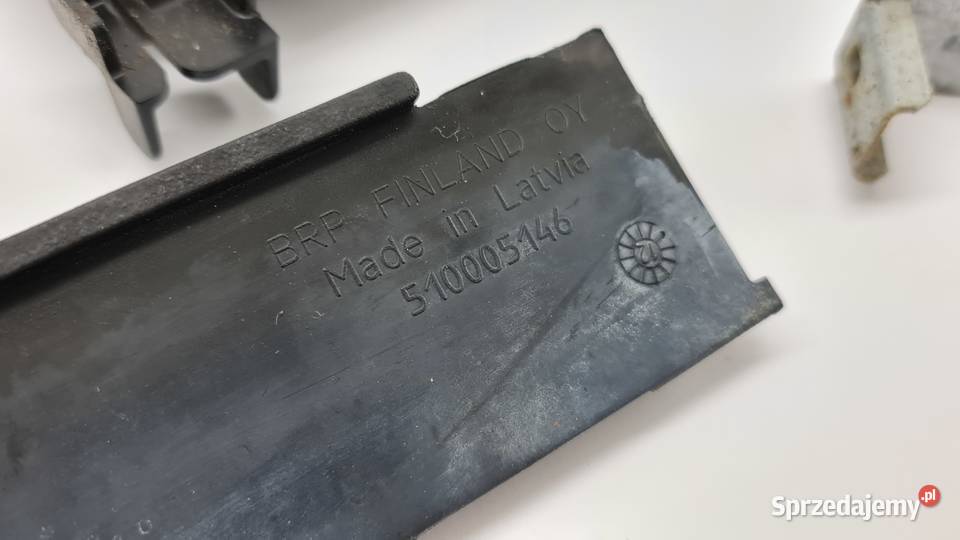 BRP FINLAND OY
Made in Latvia
510005146
Sprzedajemy.pl